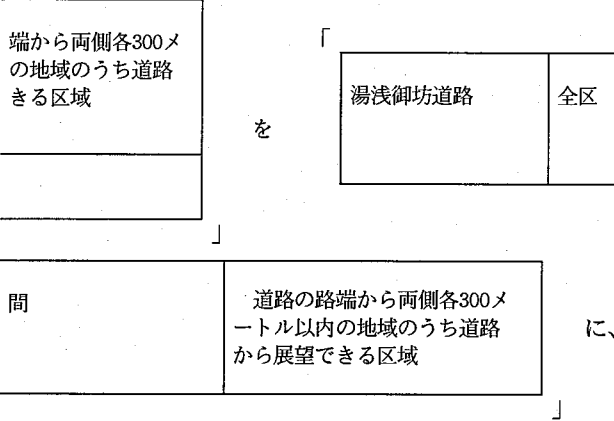 端から両側各300メ
の地域のうち道路
きる区域
」
を
「
湯浅御坊道路
全区
間
道路の路端から両側各300メ
ートル以内の地域のうち道路
から展望できる区域
」
に、